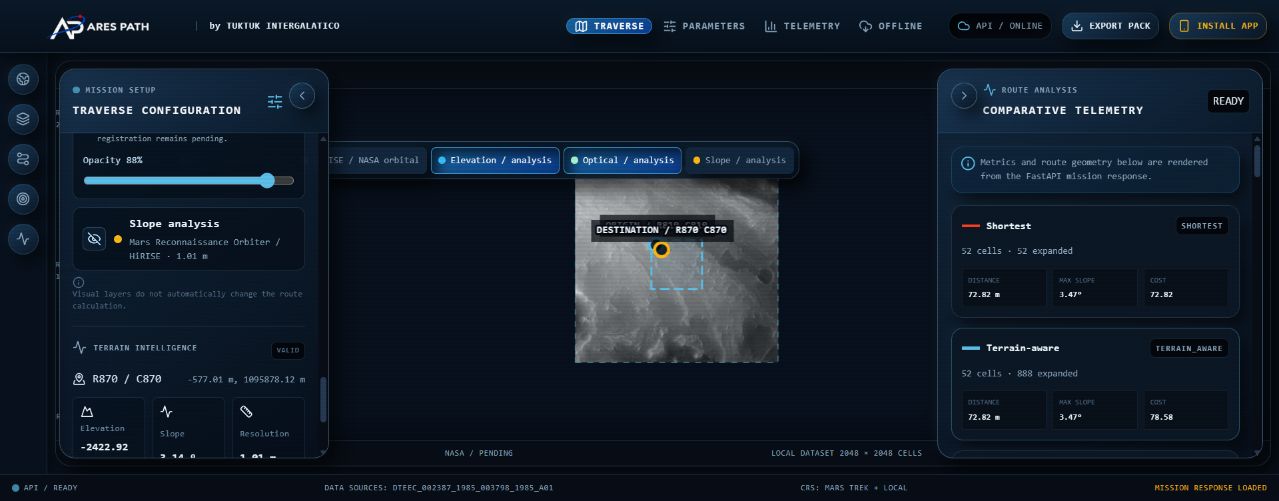 ARES PATH
by TUKTUK INTERGALATICO
TRAVERSE
PARAMETERS
TELEMETRY
OFFLINE
API / ONLINE
EXPORT PACK
INSTALL APP
MISSION SETUP
TRAVERSE CONFIGURATION
registration remains pending.
Opacity 88%
Slope analysis
Mars Reconnaissance Orbiter /
HiRISE · 1.01 m
Visual layers do not automatically change the route
calculation.
TERRAIN INTELLIGENCE
VALID
R870 / C870
-577.01 m, 1095878.12 m
Elevation
-2422.92
Slope
Resolution
1.01 m
ISE / NASA orbital
Elevation / analysis
Optical / analysis
Slope / analysis
DESTINATION / R870 C870
NASA / PENDING
LOCAL DATASET 2048 × 2048 CELLS
ROUTE ANALYSIS
COMPARATIVE TELEMETRY
READY
Metrics and route geometry below are rendered
from the FastAPI mission response.
Shortest
SHORTEST
52 cells · 52 expanded
DISTANCE
72.82 m
MAX SLOPE
3.47°
COST
72.82
Terrain-aware
TERRAIN_AWARE
52 cells · 888 expanded
DISTANCE
72.82 m
MAX SLOPE
3.47°
COST
78.58
API / READY
DATA SOURCES: DTEEC_002387_1985_003798_1985_A01
CRS: MARS TREK + LOCAL
MISSION RESPONSE LOADED